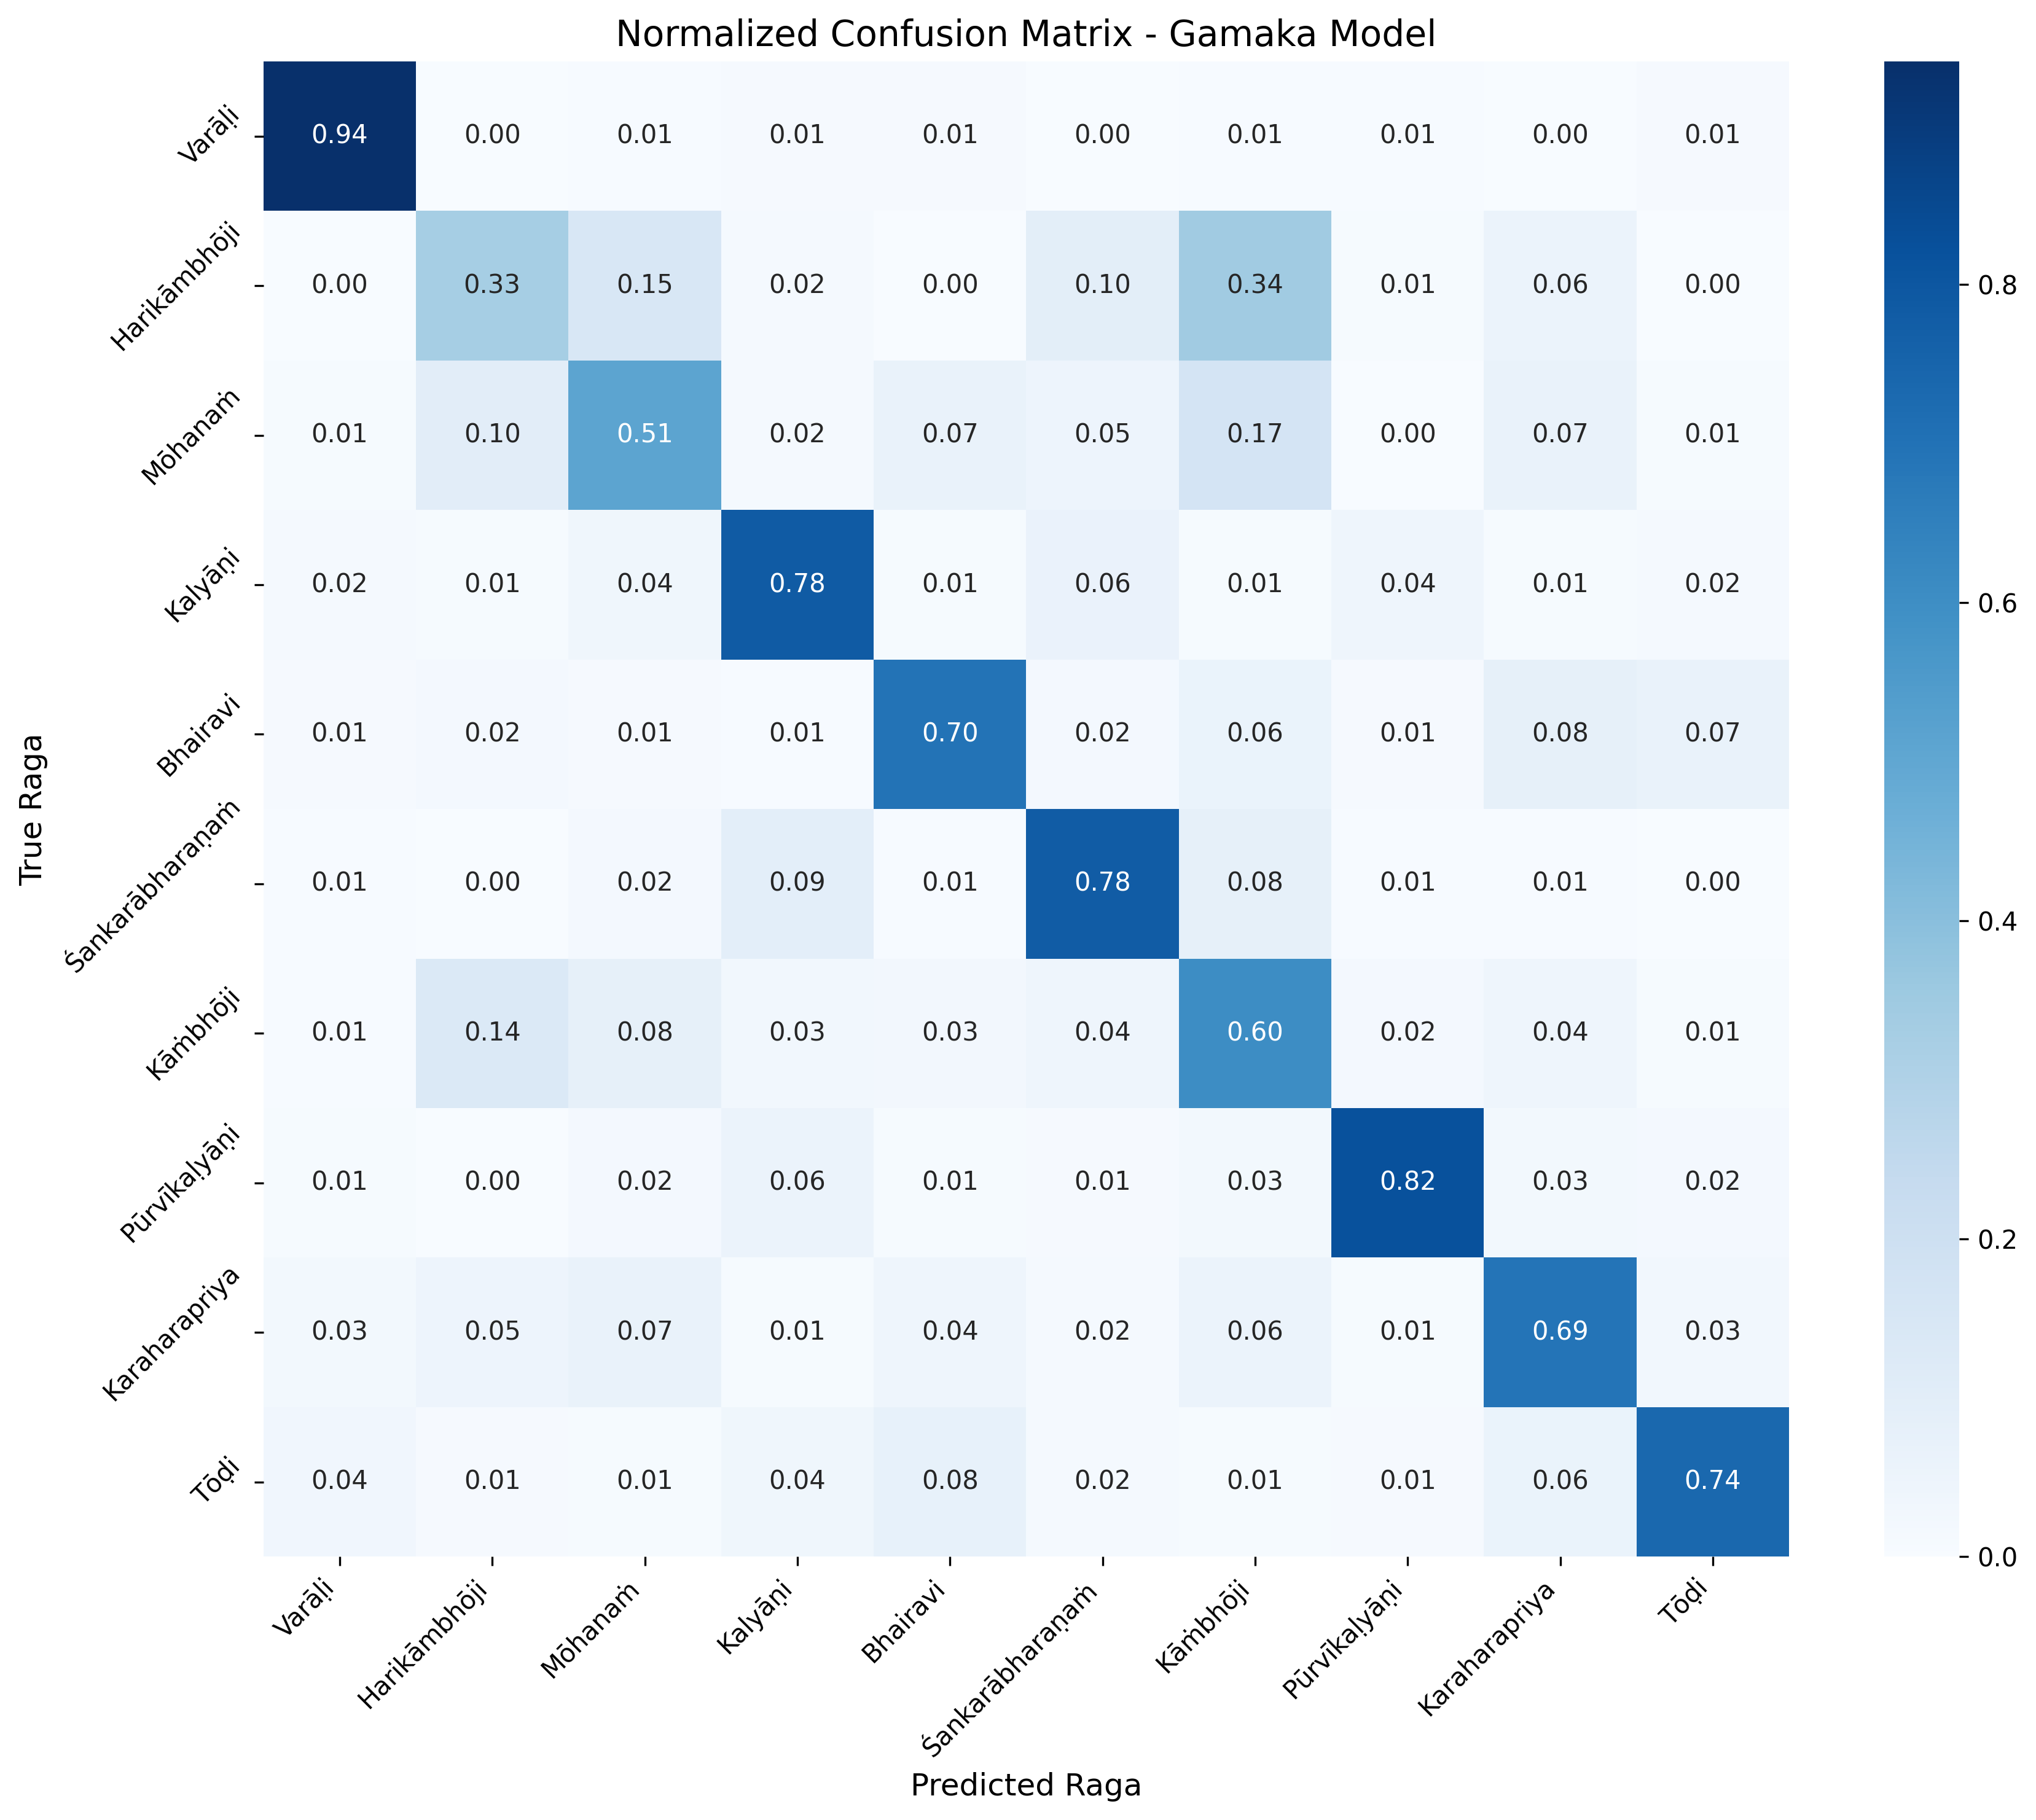 Normalized Confusion Matrix - Gamaka Model
True Raga
Varāḷi 0.94 0.00 0.01 0.01 0.01 0.00 0.01 0.01 0.00 0.01
Harikāmbhōji 0.00 0.33 0.15 0.02 0.00 0.10 0.34 0.01 0.06 0.00
Mōhanaṁ 0.01 0.10 0.51 0.02 0.07 0.05 0.17 0.00 0.07 0.01
Kalyāṇi 0.02 0.01 0.04 0.78 0.01 0.06 0.01 0.04 0.01 0.02
Bhairavi 0.01 0.02 0.01 0.01 0.70 0.02 0.06 0.01 0.08 0.07
Śankarābharaṇaṁ 0.01 0.00 0.02 0.09 0.01 0.78 0.08 0.01 0.01 0.00
Kāṁbhōji 0.01 0.14 0.08 0.03 0.03 0.04 0.60 0.02 0.04 0.01
Pūrvīkaḷyāṇi 0.01 0.00 0.02 0.06 0.01 0.01 0.03 0.82 0.03 0.02
Karaharapriya 0.03 0.05 0.07 0.01 0.04 0.02 0.06 0.01 0.69 0.03
Tōḍi 0.04 0.01 0.01 0.04 0.08 0.02 0.01 0.01 0.06 0.74
Varāḷi Harikāmbhōji Mōhanaṁ Kalyāṇi Bhairavi Śankarābharaṇaṁ Kāṁbhōji Pūrvīkaḷyāṇi Karaharapriya Tōḍi
Predicted Raga
0.8
0.6
0.4
0.2
0.0